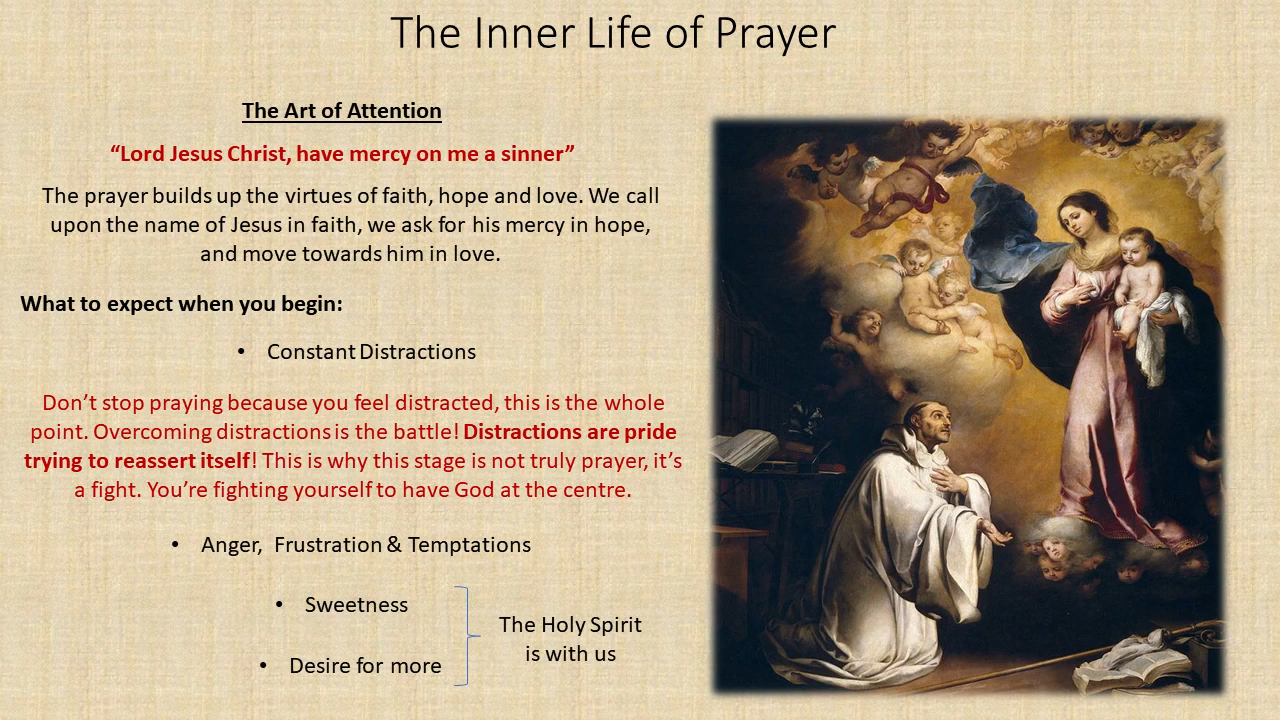 The Inner Life of Prayer
The Art of Attention
“Lord Jesus Christ, have mercy on me a sinner”
The prayer builds up the virtues of faith, hope and love. We call
upon the name of Jesus in faith, we ask for his mercy in hope,
and move towards him in love.
What to expect when you begin:
• Constant Distractions
Don’t stop praying because you feel distracted, this is the whole
point. Overcoming distractions is the battle! Distractions are pride
trying to reassert itself! This is why this stage is not truly prayer, it’s
a fight. You’re fighting yourself to have God at the centre.
• Anger, Frustration & Temptations
• Sweetness
• Desire for more
The Holy Spirit
is with us